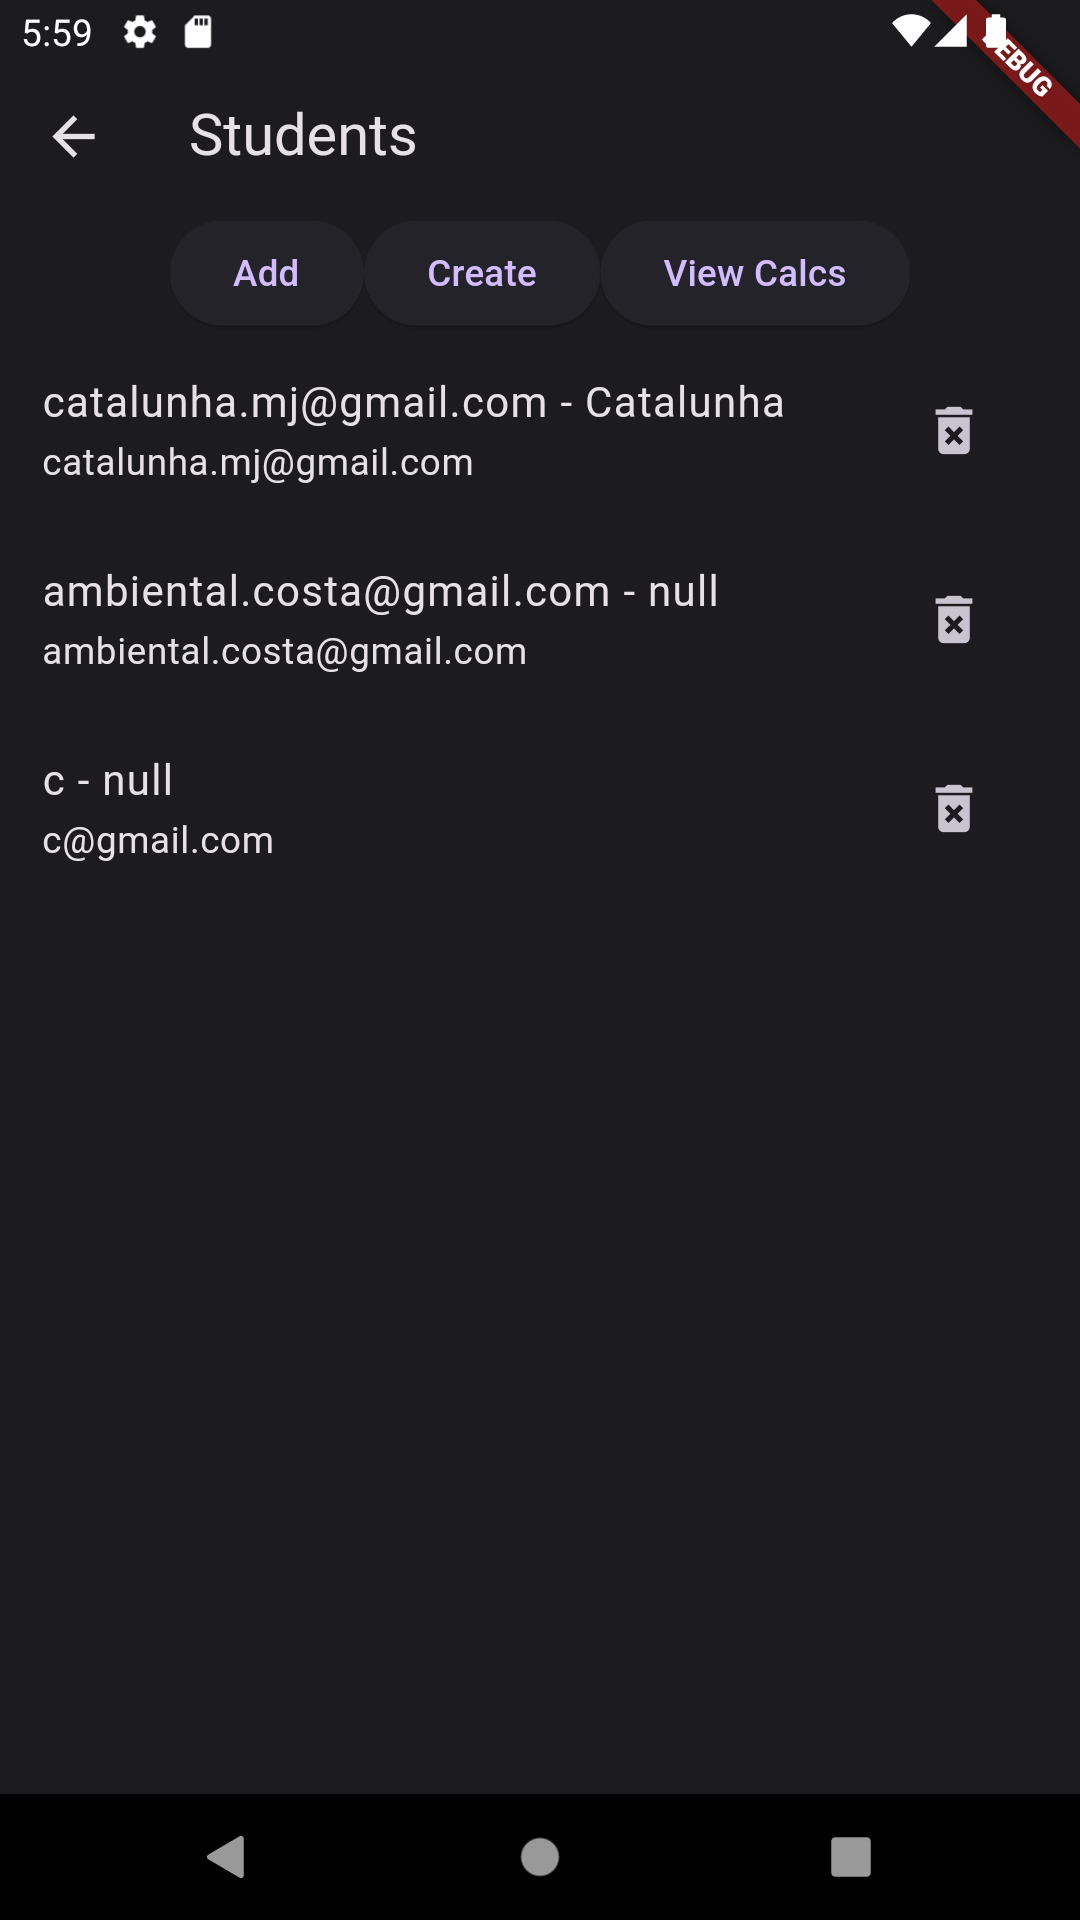 5:59
EBUG
Students
Add Create View Calcs
catalunha.mj@gmail.com - Catalunha
catalunha.mj@gmail.com
ambiental.costa@gmail.com - null
ambiental.costa@gmail.com
c - null
c@gmail.com